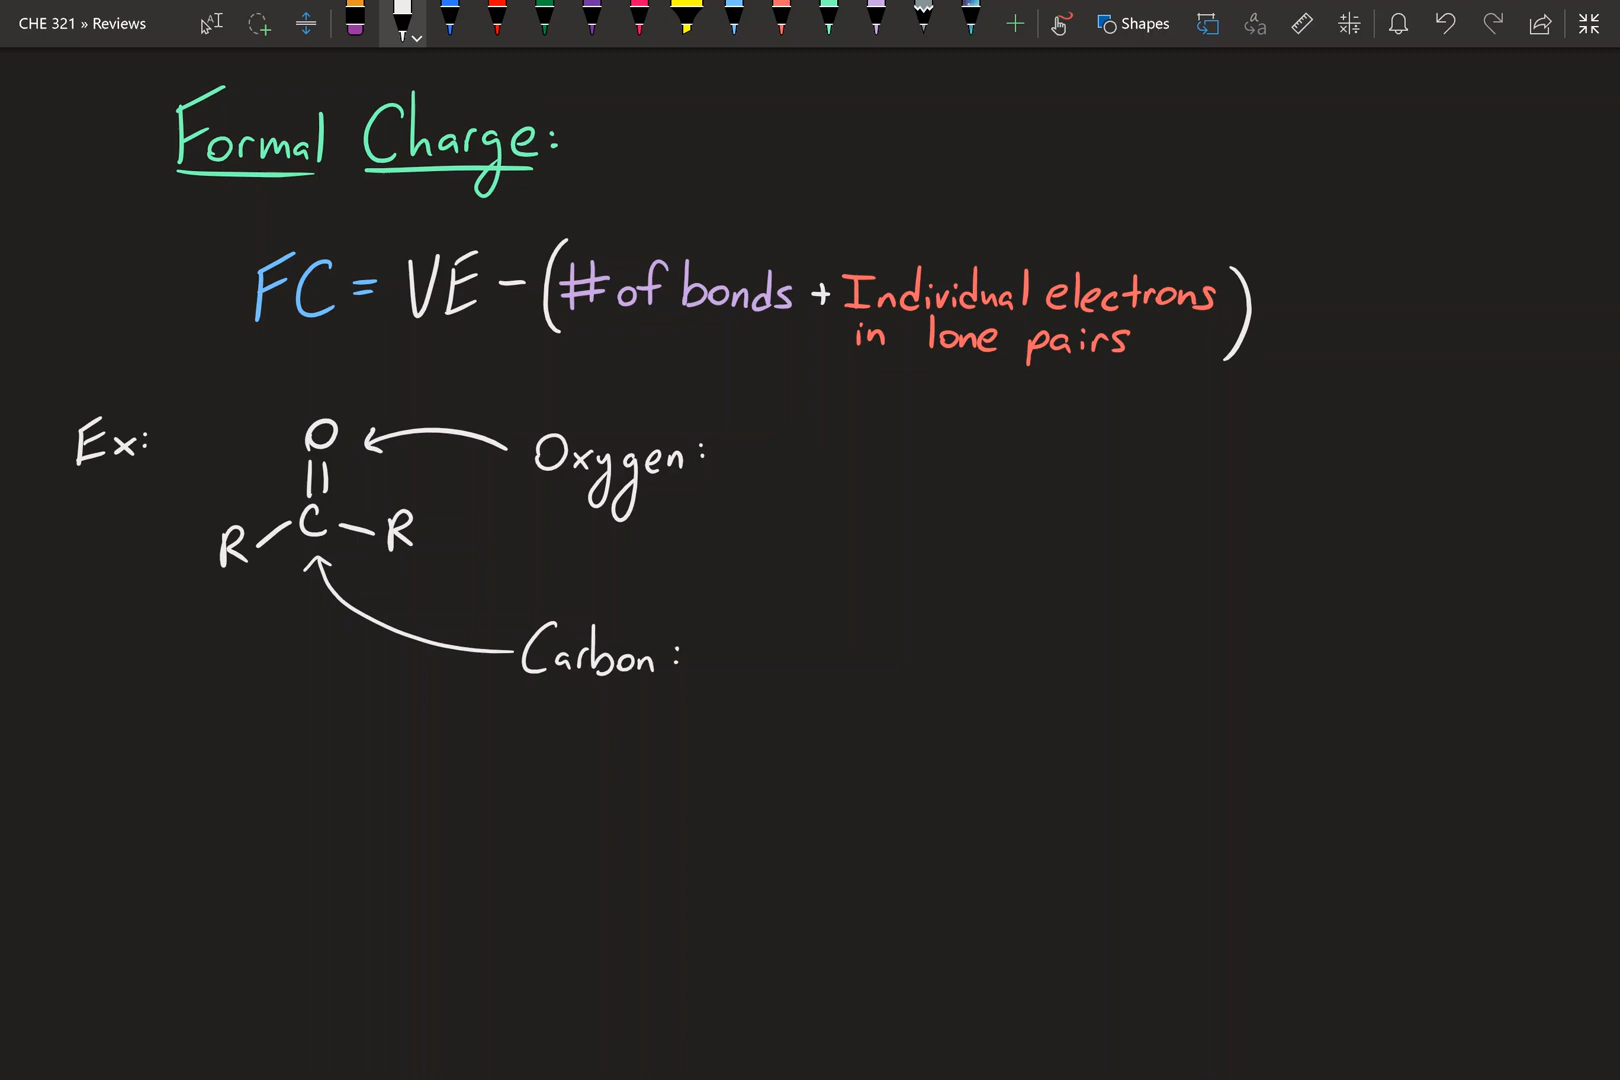 CHE 321 » Reviews
Shapes
Formal Charge:
FC = VE - (# of bonds + Individual electrons
in lone pairs)
Ex:
O
Oxygen:
R C R
Carbon: